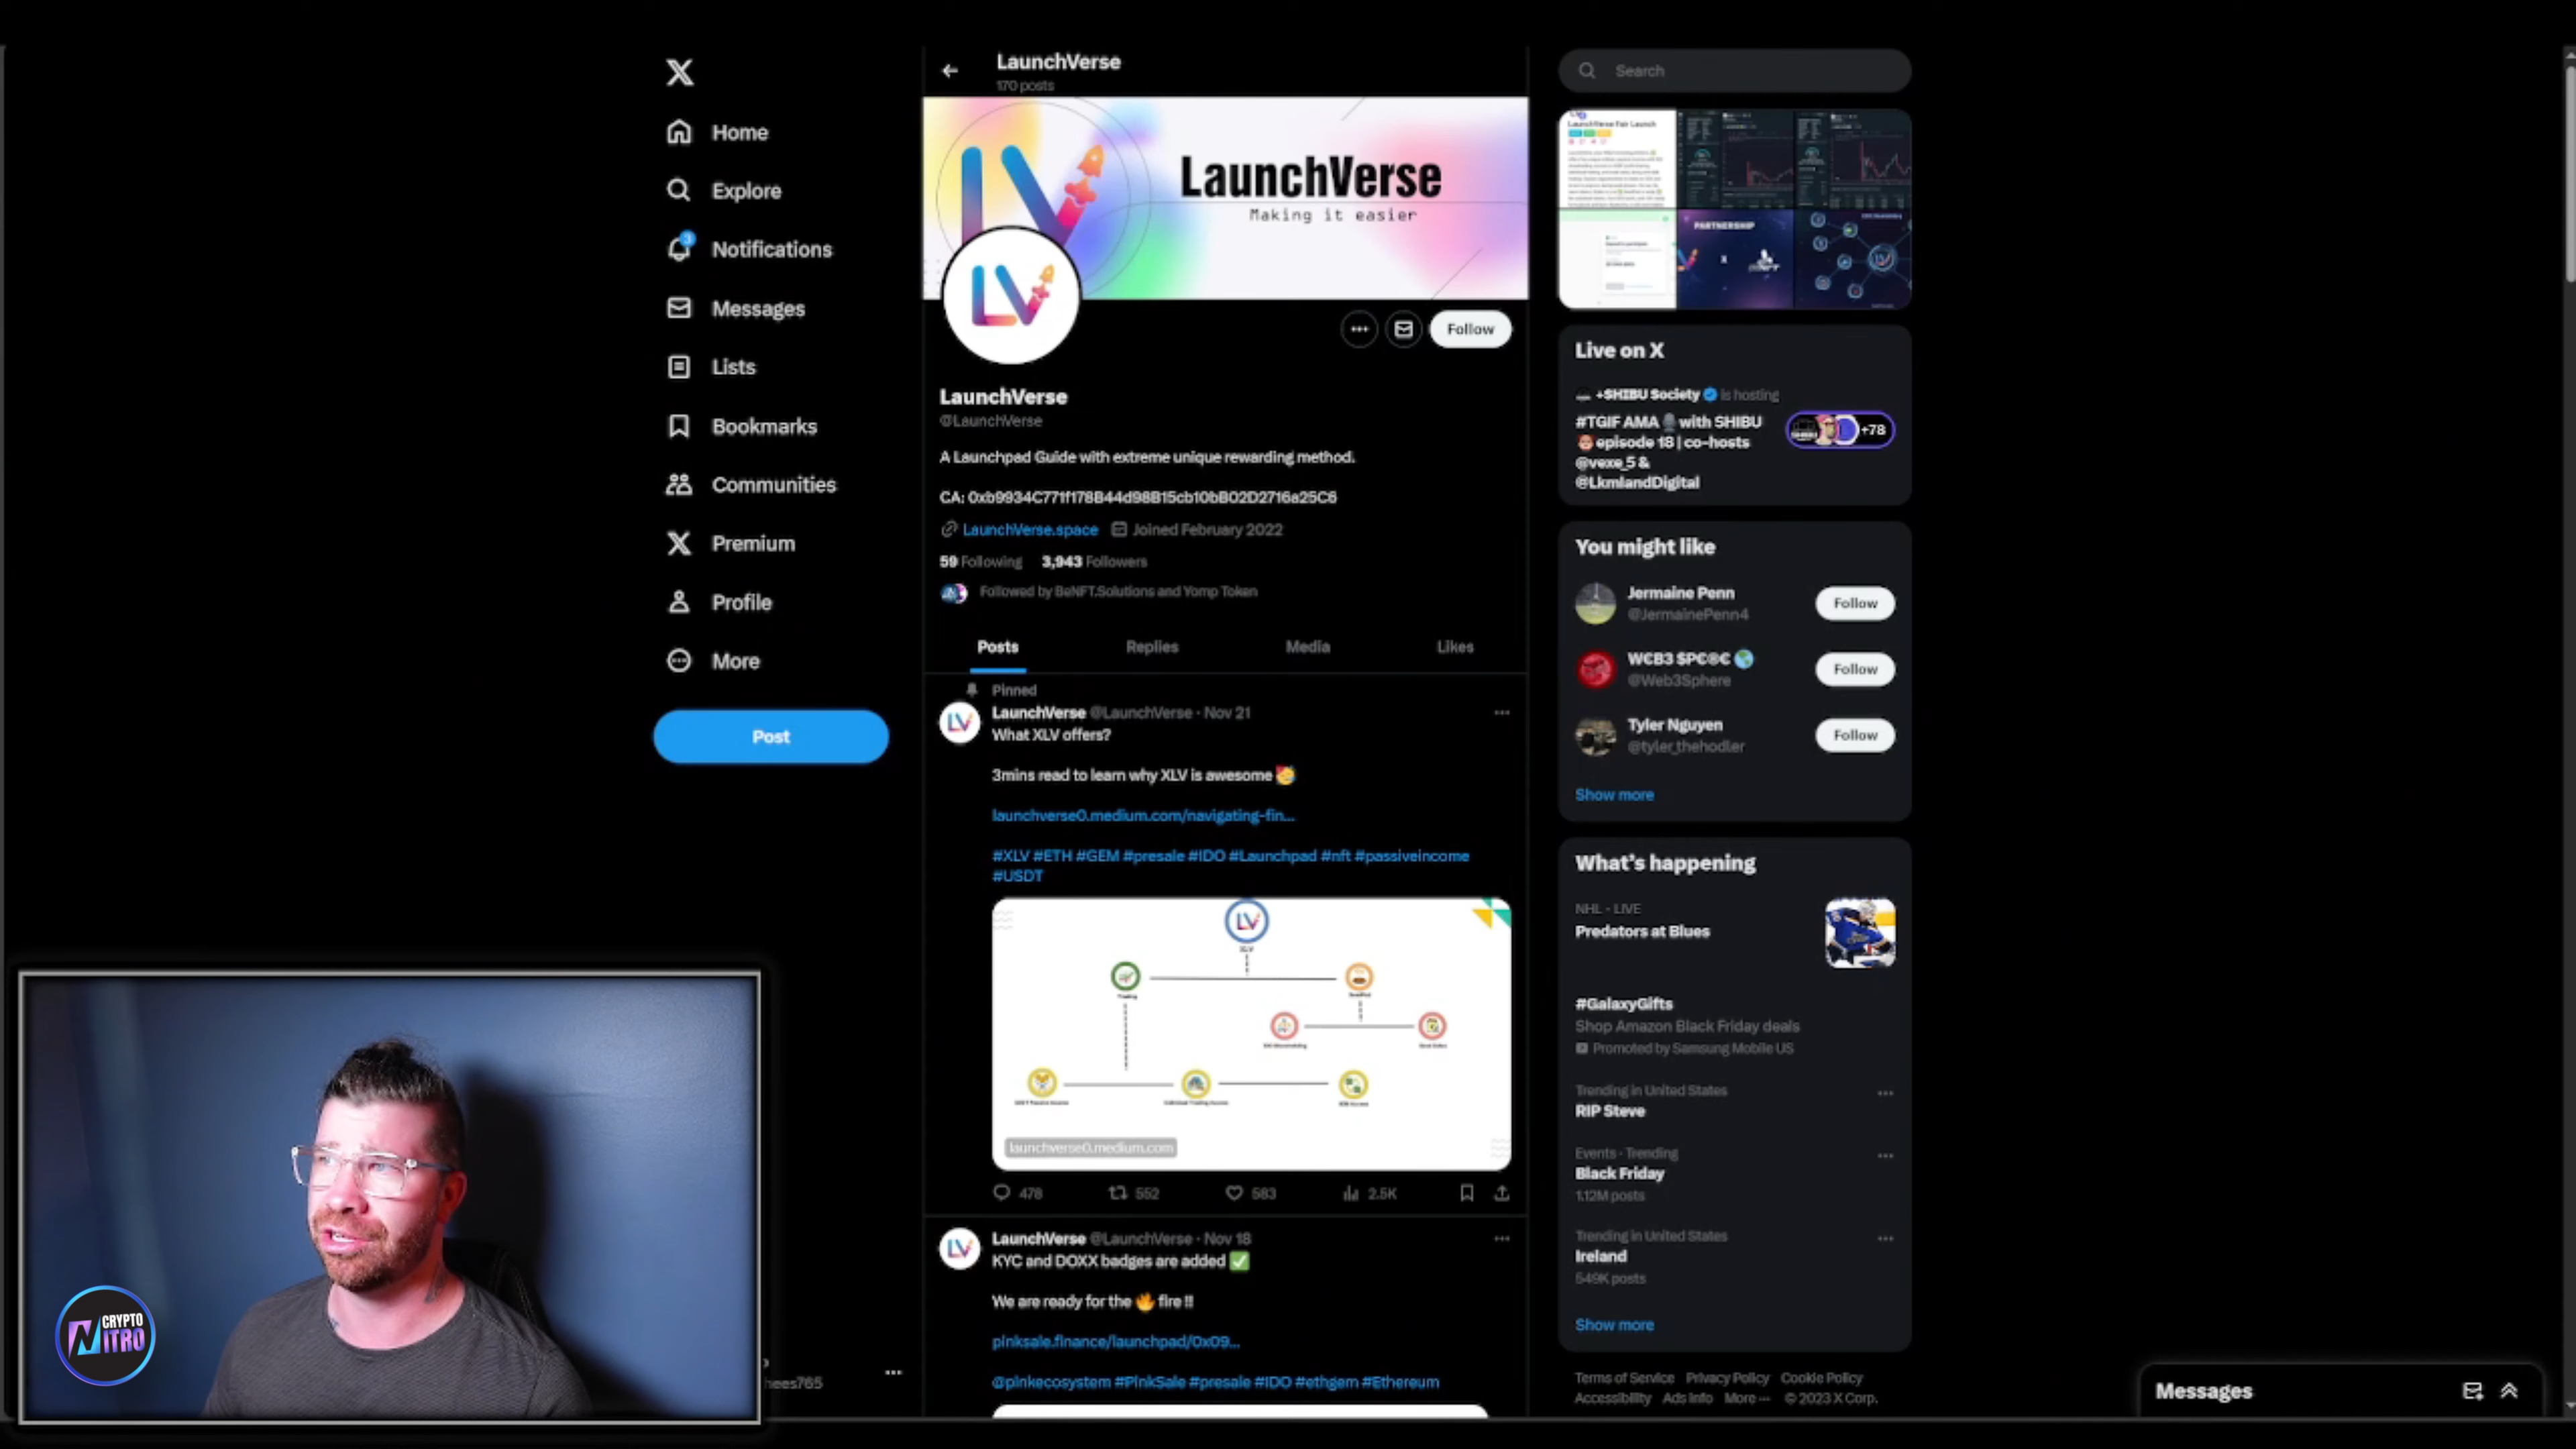 Home
Explore
3
Notifications
Messages
Lists
Bookmarks
Communities
Premium
Profile
More
Post
LaunchVerse
170 posts
LaunchVerse
Making it easier
Follow
LaunchVerse
@LaunchVerse
A Launchpad Guide with extreme unique rewarding method.
CA: 0xb9934C771f178B44d98B15cb10bB02D2716a25C6
LaunchVerse.space Joined February 2022
59 Following 3,943 Followers
Followed by BeNFT.Solutions and Yomp Token
Posts Replies Media Likes
Pinned
LaunchVerse @LaunchVerse · Nov 21
What XLV offers?
3mins read to learn why XLV is awesome 🥳
launchverse0.medium.com/navigating-fin...
#XLV #ETH #GEM #presale #IDO #Launchpad #nft #passiveincome
#USDT
LV
XLV
Trading
launchverse0.medium.com
478 552 583 2.5K
LaunchVerse @LaunchVerse · Nov 18
KYC and DOXX badges are added ✅
We are ready for the 🔥 fire !!
pinksale.finance/launchpad/0x09...
@pinkecosystem #PinkSale #presale #IDO #ethgem #Ethereum
Search
LaunchVerse Fair Launch
PARTNERSHIP
Live on X
+SHIBU Society is hosting
#TGIF AMA 🎙️with SHIBU
episode 18 | co-hosts
@vexe_5 &
@LkmlandDigital
+78
You might like
Jermaine Penn
@JermainePenn4
Follow
W€B3 $P€®€ 🌎
@Web3Sphere
Follow
Tyler Nguyen
@tyler_thehodler
Follow
Show more
What's happening
NHL · LIVE
Predators at Blues
#GalaxyGifts
Shop Amazon Black Friday deals
Promoted by Samsung Mobile US
Trending in United States
RIP Steve
Events · Trending
Black Friday
1.12M posts
Trending in United States
Ireland
549K posts
Show more
Terms of Service Privacy Policy Cookie Policy
Accessibility Ads info More ··· © 2023 X Corp.
Messages
CRYPTO
NITRO
hees765